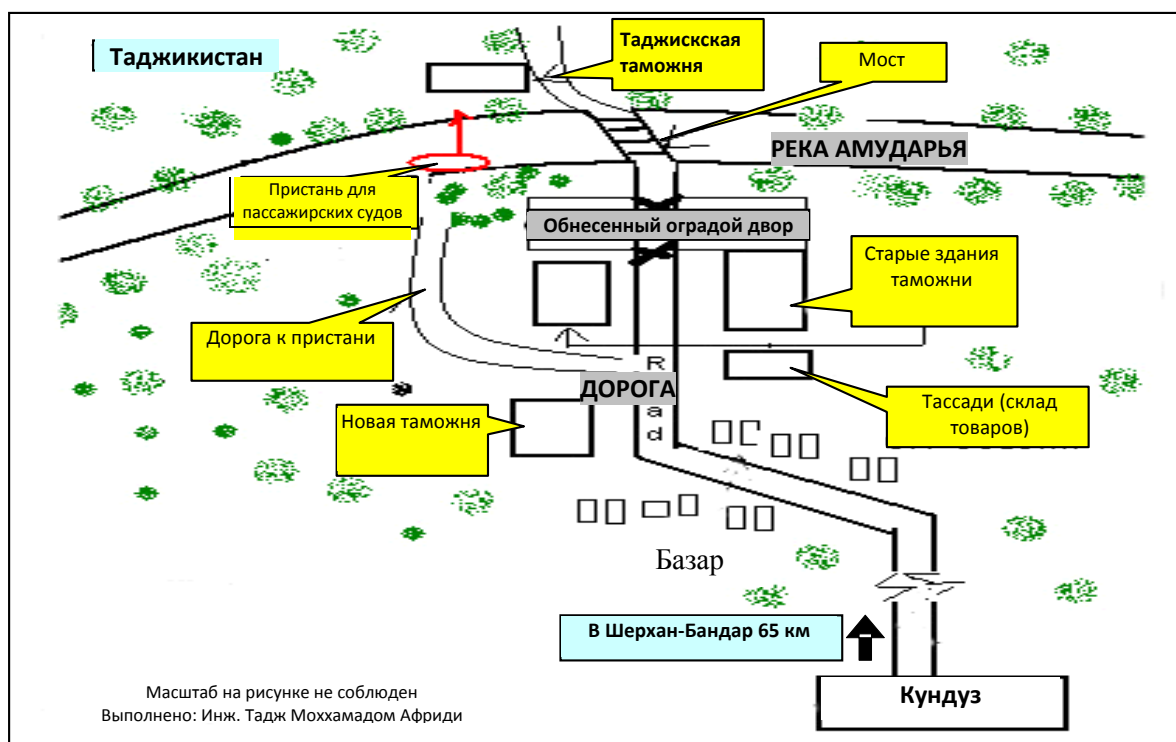 Таджикистан
Таджискская
таможня
Мост
РЕКА АМУДАРЬЯ
Пристань для
пассажирских судов
Обнесенный оградой двор
Старые здания
таможни
Дорога к пристани
R
ДОРОГА
a
d
Новая таможня
Тассади (склад
товаров)
Базар
В Шерхан-Бандар 65 км
Кундуз
Масштаб на рисунке не соблюден
Выполнено: Инж. Тадж Моххамадом Африди